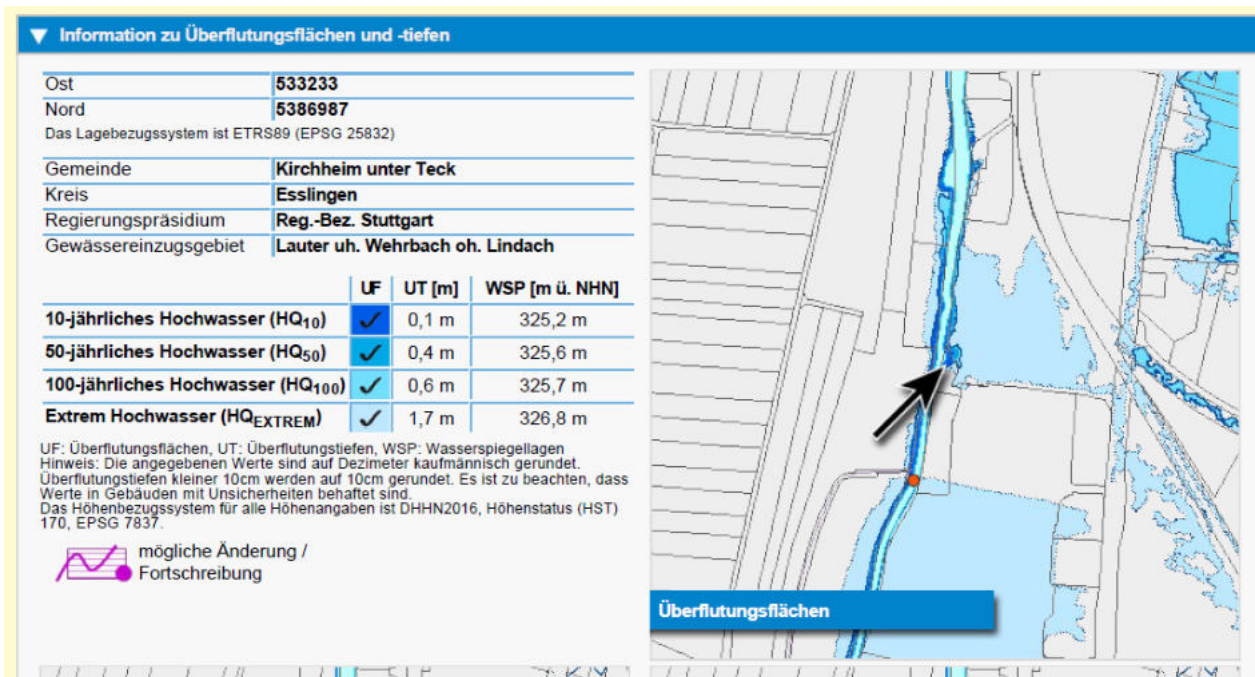 Information zu Überflutungsflächen und -tiefen
Ost 533233
Nord 5386987
Das Lagebezugssystem ist ETRS89 (EPSG 25832)
Gemeinde Kirchheim unter Teck
Kreis Esslingen
Regierungspräsidium Reg.-Bez. Stuttgart
Gewässereinzugsgebiet Lauter uh. Wehrbach oh. Lindach
UF UT [m] WSP [m ü. NHN]
10-jährliches Hochwasser (HQ10) 0,1 m 325,2 m
50-jährliches Hochwasser (HQ50) 0,4 m 325,6 m
100-jährliches Hochwasser (HQ100) 0,6 m 325,7 m
Extrem Hochwasser (HQEXTREM) 1,7 m 326,8 m
UF: Überflutungsflächen, UT: Überflutungstiefen, WSP: Wasserspiegellagen
Hinweis: Die angegebenen Werte sind auf Dezimeter kaufmännisch gerundet.
Überflutungstiefen kleiner 10cm werden auf 10cm gerundet. Es ist zu beachten, dass
Werte in Gebäuden mit Unsicherheiten behaftet sind.
Das Höhenbezugssystem für alle Höhenangaben ist DHHN2016, Höhenstatus (HST)
170, EPSG 7837.
mögliche Änderung /
Fortschreibung
Überflutungsflächen